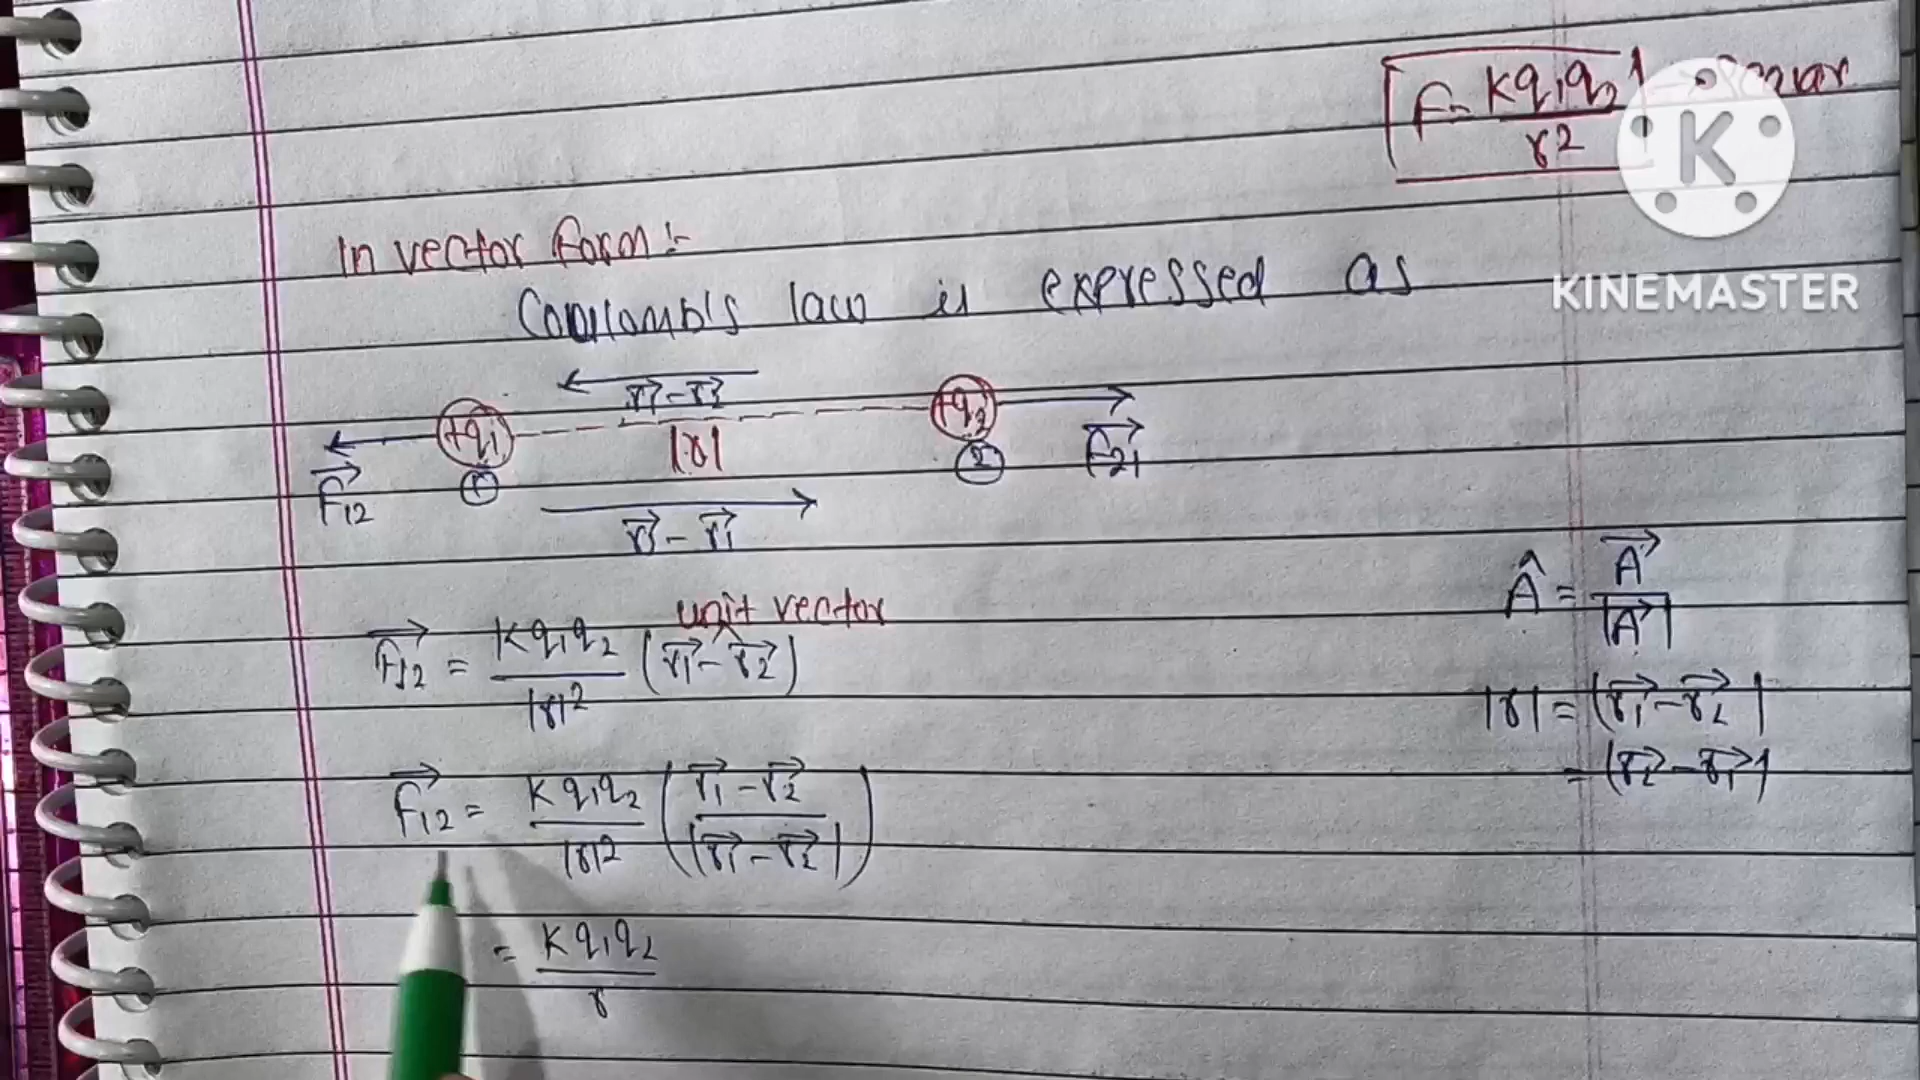 F = Kq₁q₂ / r² → Scalar
K
KINEMASTER
In vector form :-
Coulomb's law is expressed as
r₁⃗ - r₂⃗
+q₁ |r| +q₂
F₁₂⃗ ① ② F₂₁⃗
r₂⃗ - r₁⃗
unit vector
F₁₂⃗ = Kq₁q₂ / |r|² (r₁⃗ - r₂⃗)
F₁₂⃗ = Kq₁q₂ / |r|² ( r₁⃗ - r₂⃗ / |r₁⃗ - r₂⃗| )
= Kq₁q₂ / r
Â = A⃗ / |A⃗|
|r| = |r₁⃗ - r₂⃗|
= |r₂⃗ - r₁⃗|